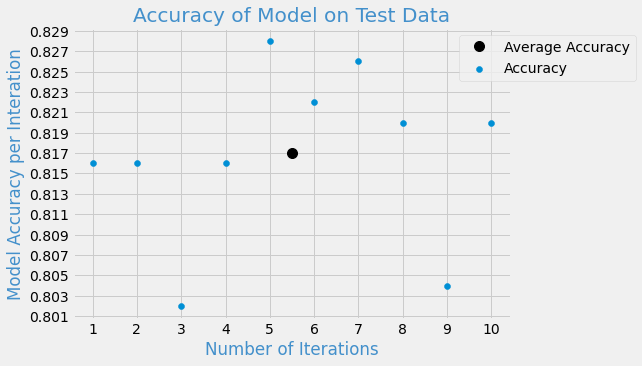 Accuracy of Model on Test Data
Average Accuracy
Accuracy
Model Accuracy per Interation
0.829
0.827
0.825
0.823
0.821
0.819
0.817
0.815
0.813
0.811
0.809
0.807
0.805
0.803
0.801
1 2 3 4 5 6 7 8 9 10
Number of Iterations